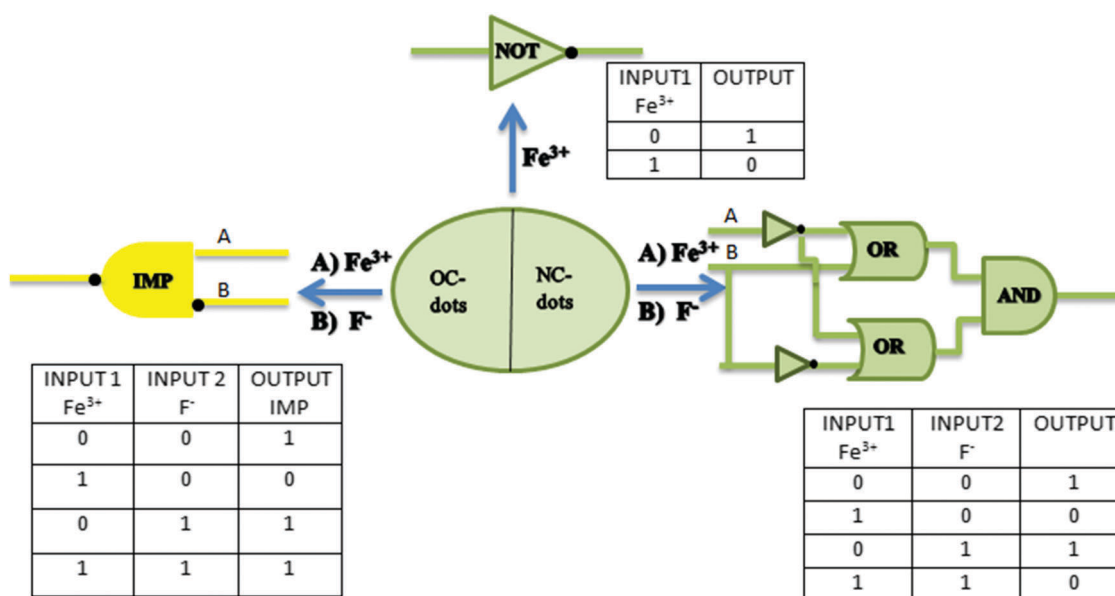 NOT
INPUT1 OUTPUT
Fe³⁺
0 1
1 0
Fe³⁺
A
B
IMP
A) Fe³⁺
B) F⁻
OC-
dots
NC-
dots
A) Fe³⁺
B) F⁻
A
B
OR
OR
AND
INPUT 1 INPUT 2 OUTPUT
Fe³⁺ F⁻ IMP
0 0 1
1 0 0
0 1 1
1 1 1
INPUT1 INPUT2 OUTPUT
Fe³⁺ F⁻
0 0 1
1 0 0
0 1 1
1 1 0